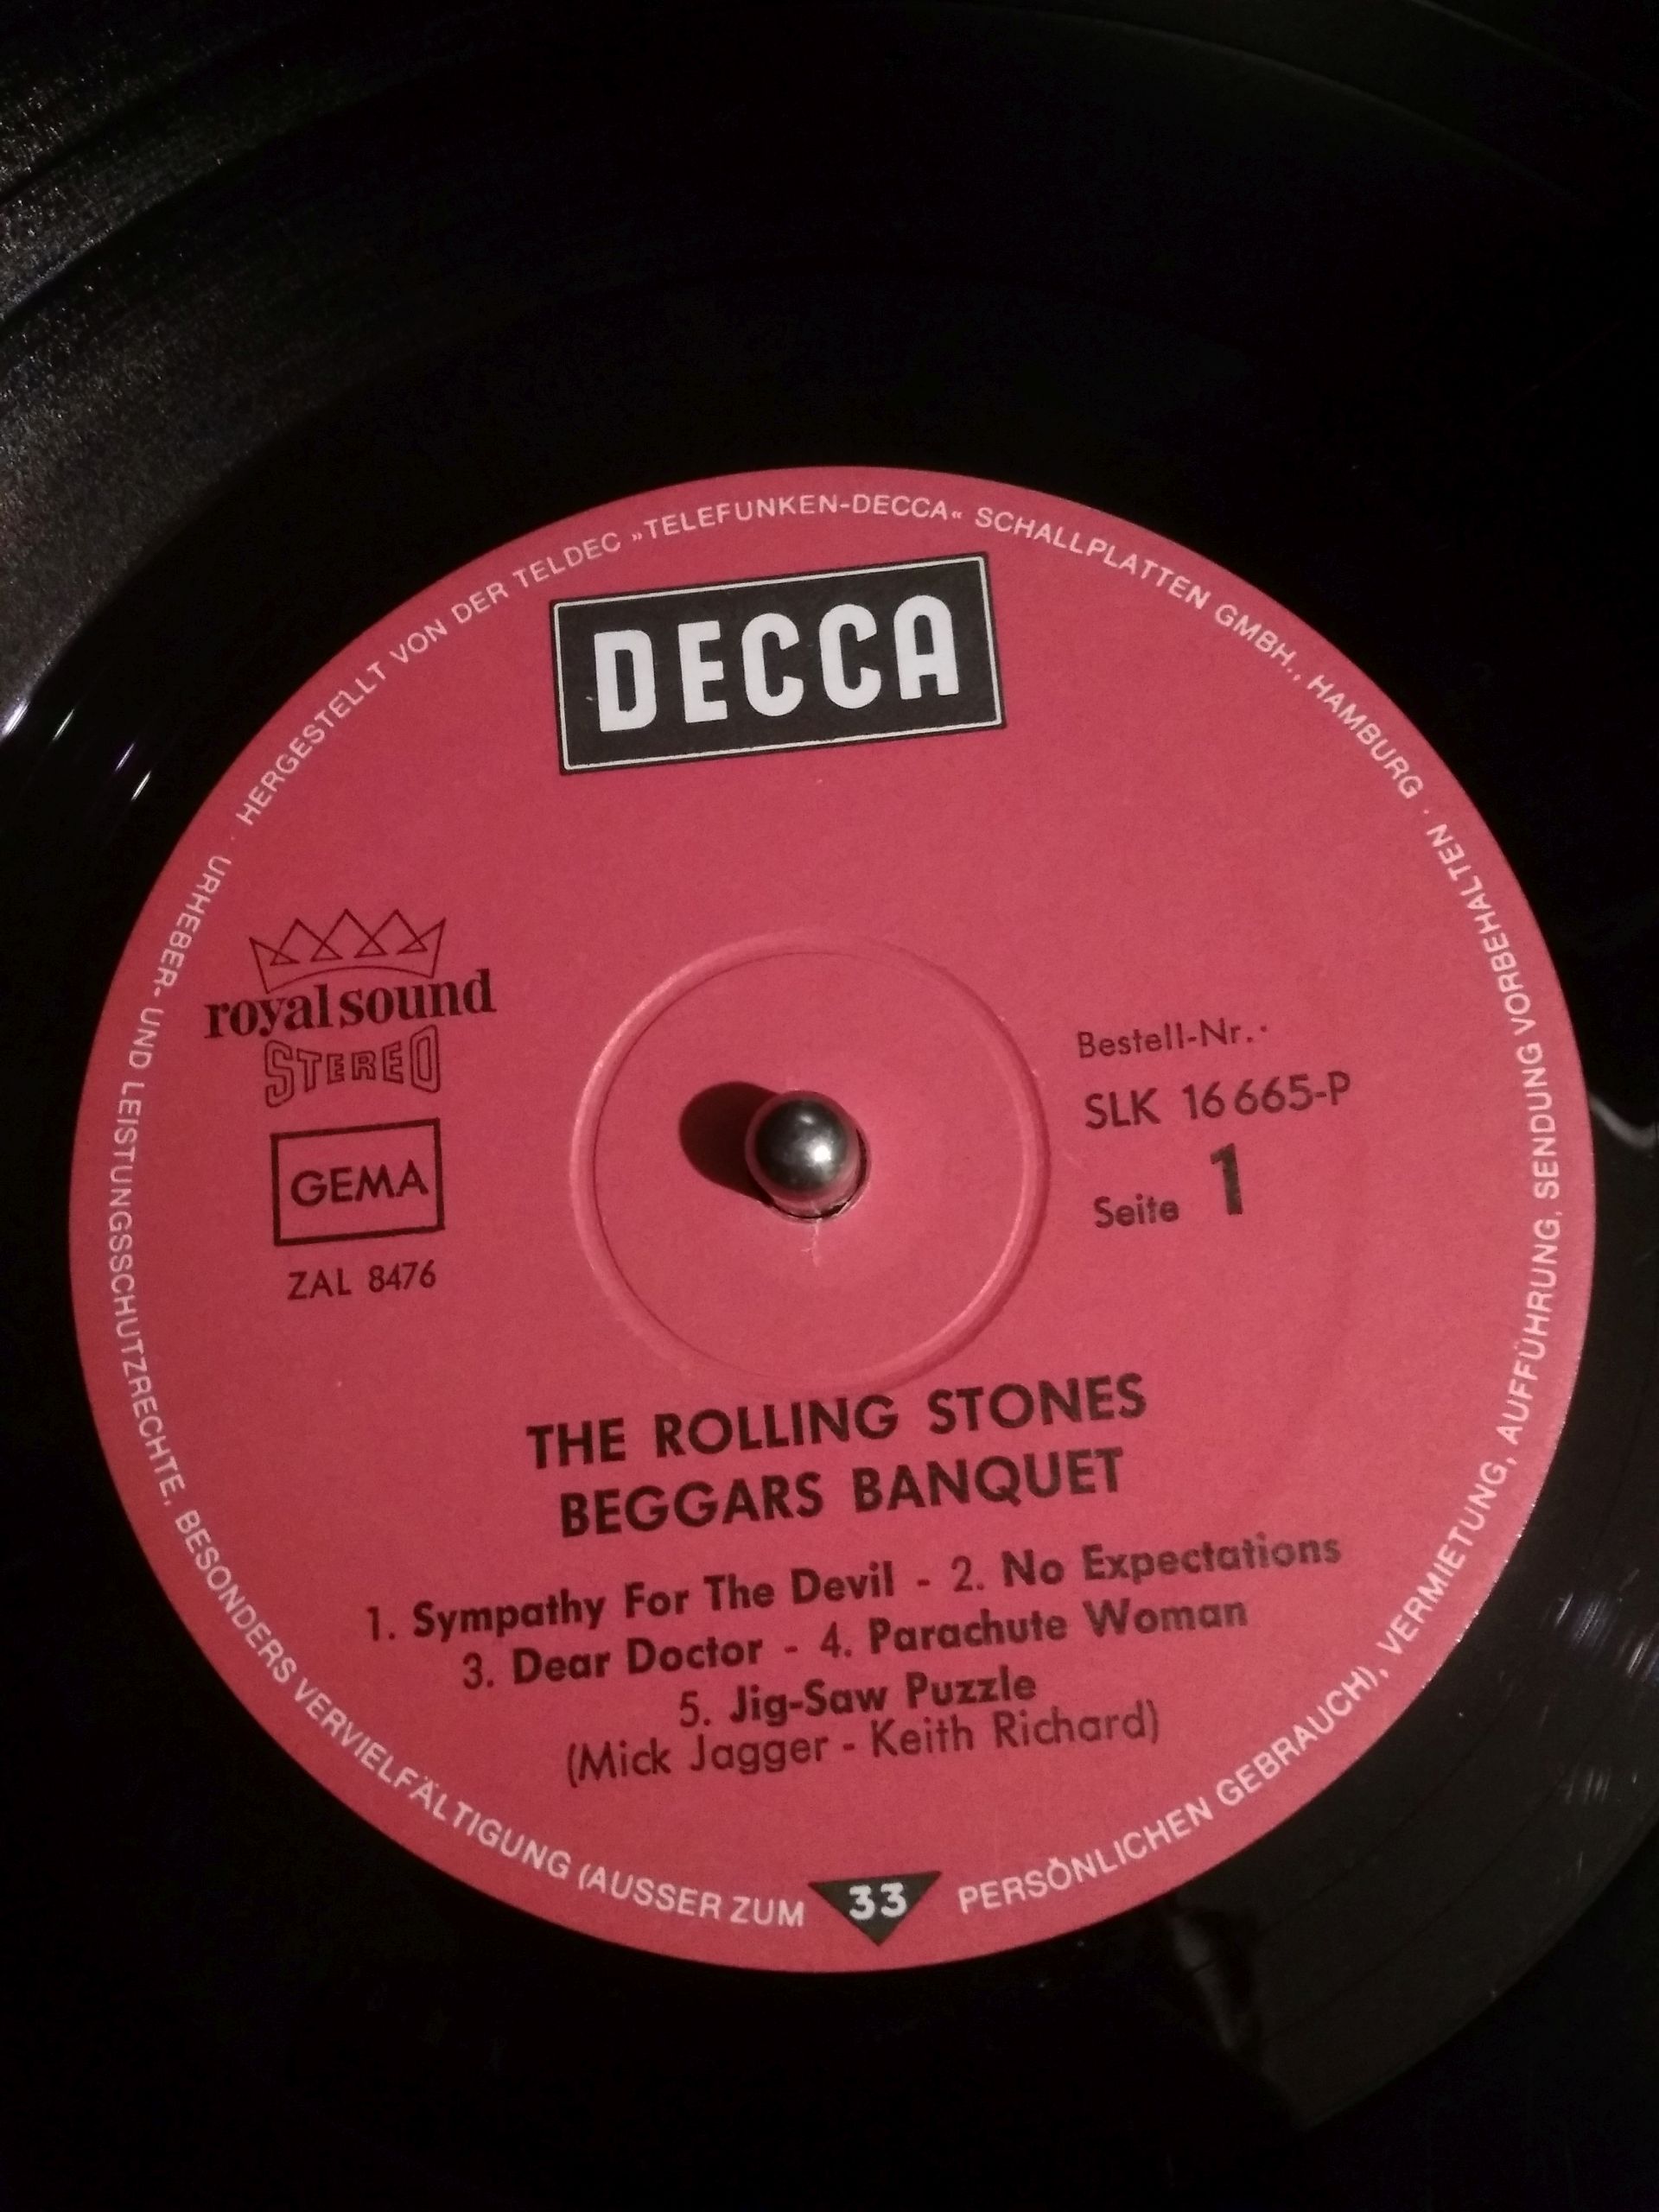 HERGESTELLT VON DER TELDEC »TELEFUNKEN-DECCA« SCHALLPLATTEN GMBH., HAMBURG ·
DECCA
royal sound
STEREO
GEMA
ZAL 8476
Bestell-Nr.·
SLK 16 665-P
Seite 1
THE ROLLING STONES
BEGGARS BANQUET
1. Sympathy For The Devil - 2. No Expectations
3. Dear Doctor - 4. Parachute Woman
5. Jig-Saw Puzzle
(Mick Jagger - Keith Richard)
URHEBER- UND LEISTUNGSSCHUTZRECHTE, BESONDERS VERVIELFÄLTIGUNG (AUSSER ZUM PERSÖNLICHEN GEBRAUCH), VERMIETUNG, AUFFÜHRUNG, SENDUNG VORBEHALTEN ·
33